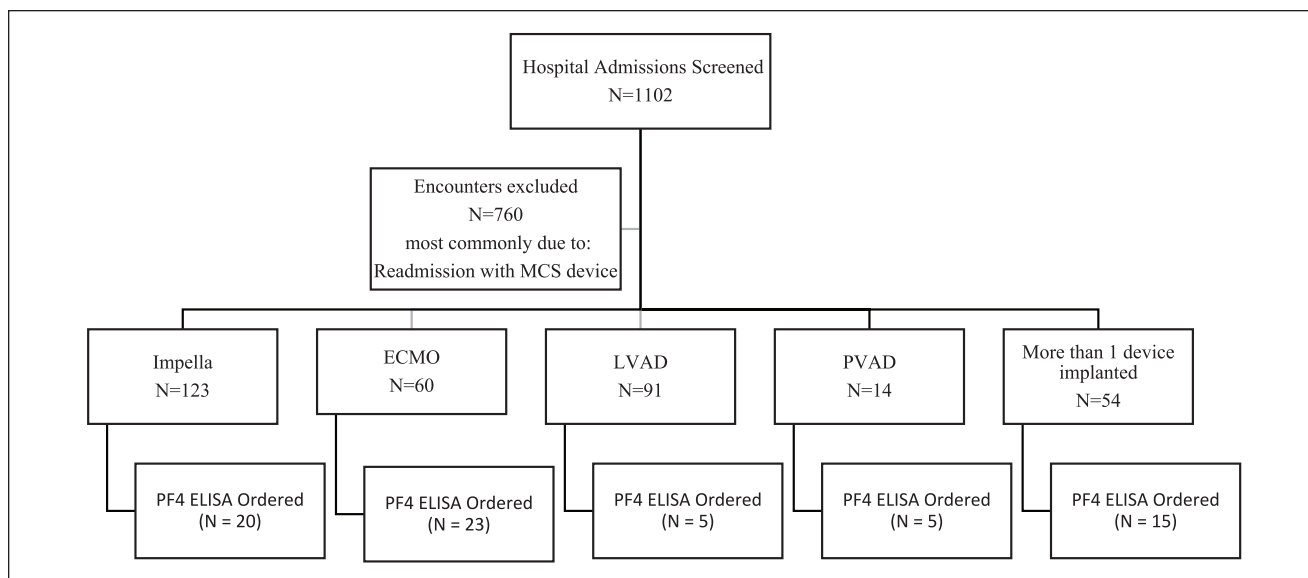 Hospital Admissions Screened
N=1102
Encounters excluded
N=760
most commonly due to:
Readmission with MCS device
Impella
N=123
ECMO
N=60
LVAD
N=91
PVAD
N=14
More than 1 device
implanted
N=54
PF4 ELISA Ordered
(N = 20)
PF4 ELISA Ordered
(N = 23)
PF4 ELISA Ordered
(N = 5)
PF4 ELISA Ordered
(N = 5)
PF4 ELISA Ordered
(N = 15)